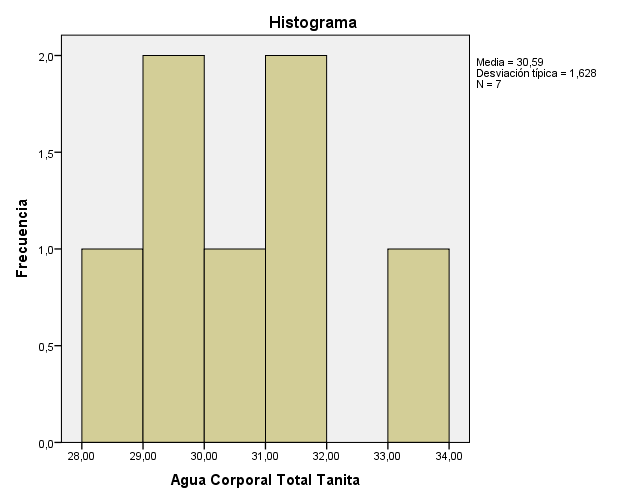 Histograma
Media = 30,59
Desviación típica = 1,628
N = 7
Frecuencia
2,0
1,5
1,0
0,5
0,0
28,00 29,00 30,00 31,00 32,00 33,00 34,00
Agua Corporal Total Tanita